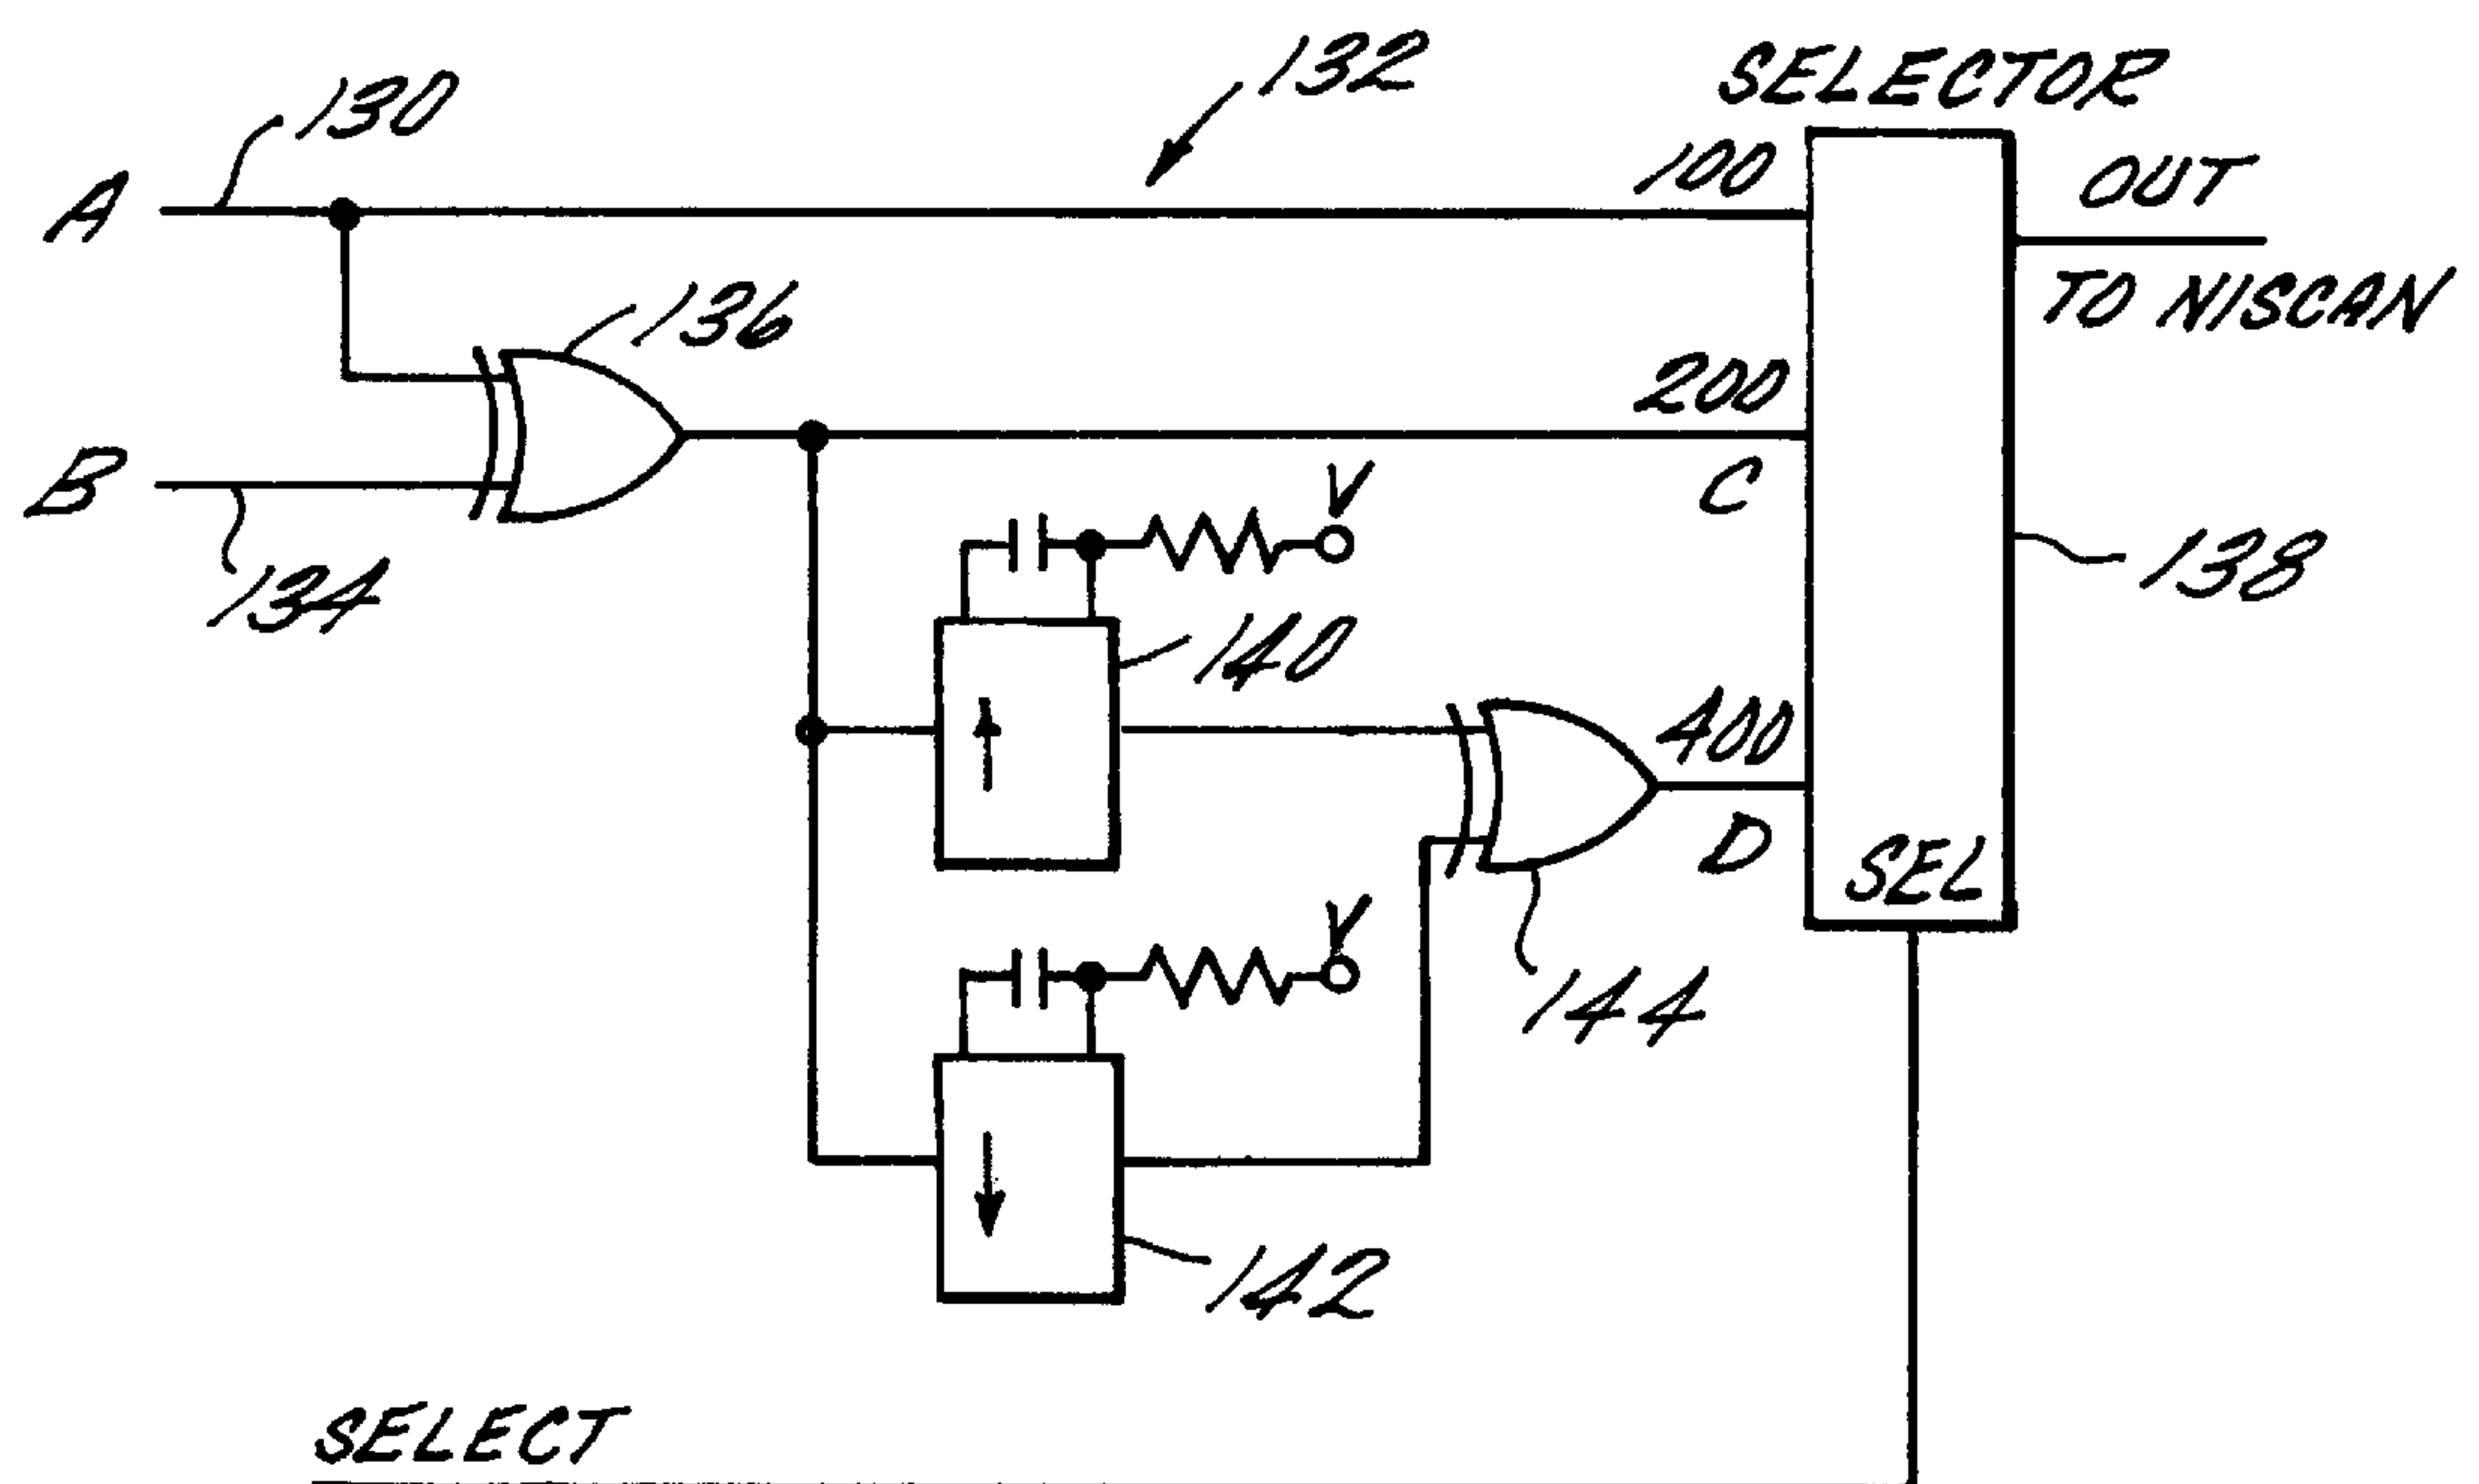 132
SELECTOR
130
100
OUT
A
TO NISCAN
136
200
B
C
V
134
138
140
400
D
SEL
V
144
142
SELECT